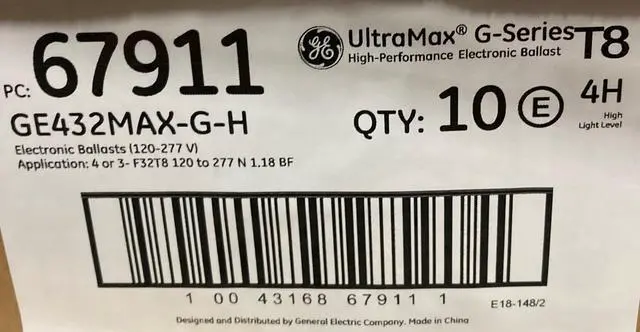 PC: 67911
GE UltraMax® G-Series T8
High-Performance Electronic Ballast
GE432MAX-G-H
QTY: 10 E 4H
High
Light Level
Electronic Ballasts (120-277 V)
Application: 4 or 3- F32T8 120 to 277 N 1.18 BF
1 00 43168 67911 1
E18-148/2
Designed and Distributed by General Electric Company. Made in China